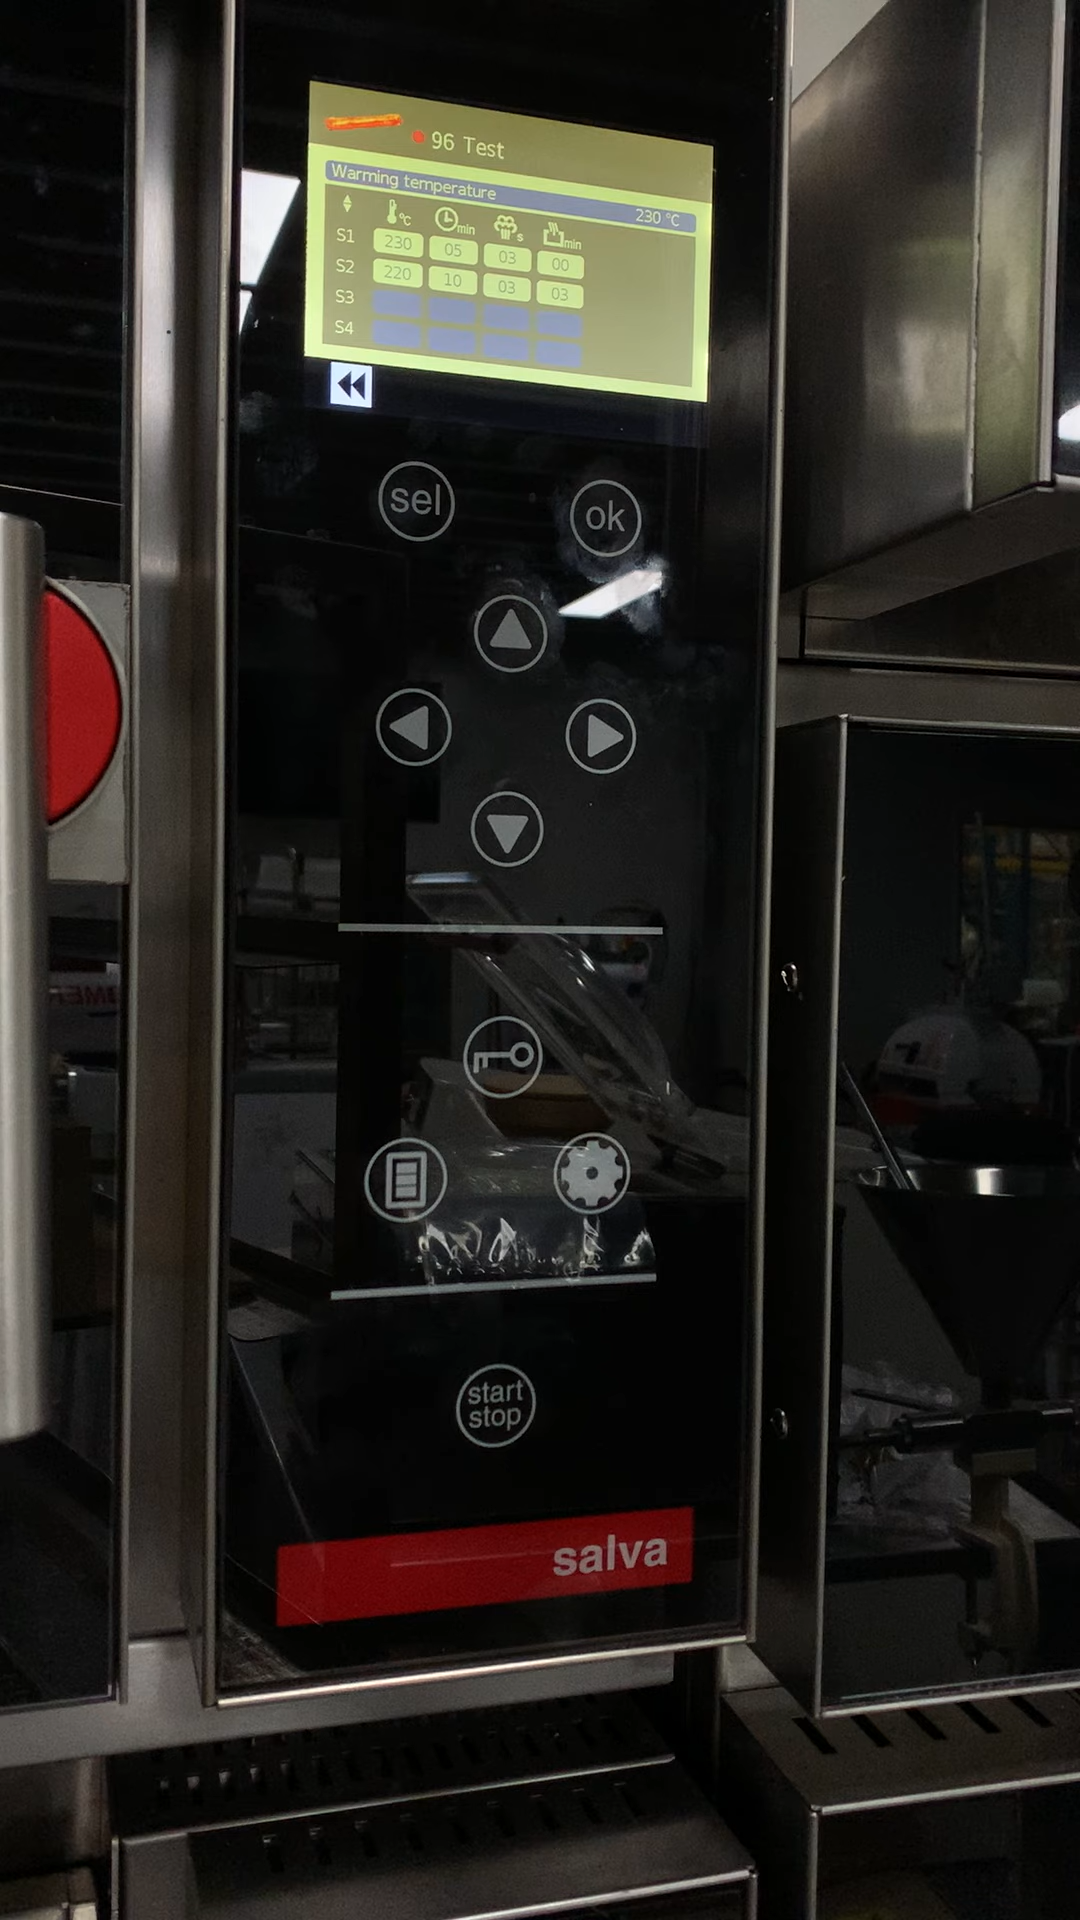 96 Test
Warming temperature 230 °C
°C min s min
S1 230 05 03 00
S2 220 10 03 03
S3
S4
sel ok
start
stop
salva